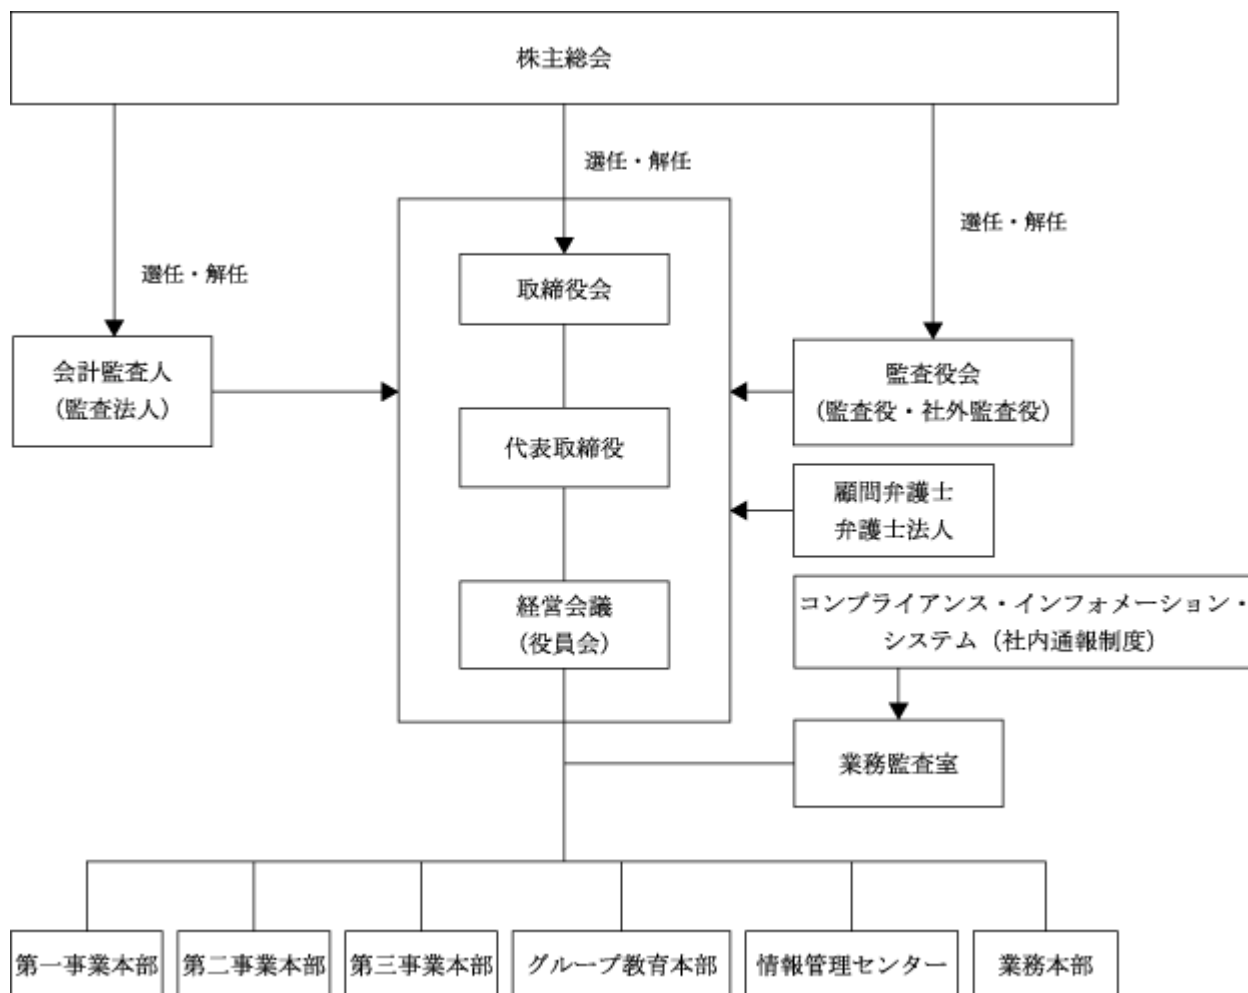 株主総会
選任・解任
選任・解任
選任・解任
取締役会
会計監査人
(監査法人)
監査役会
(監査役・社外監査役)
代表取締役
顧問弁護士
弁護士法人
経営会議
(役員会)
コンプライアンス・インフォメーション・
システム(社内通報制度)
業務監査室
第一事業本部
第二事業本部
第三事業本部
グループ教育本部
情報管理センター
業務本部